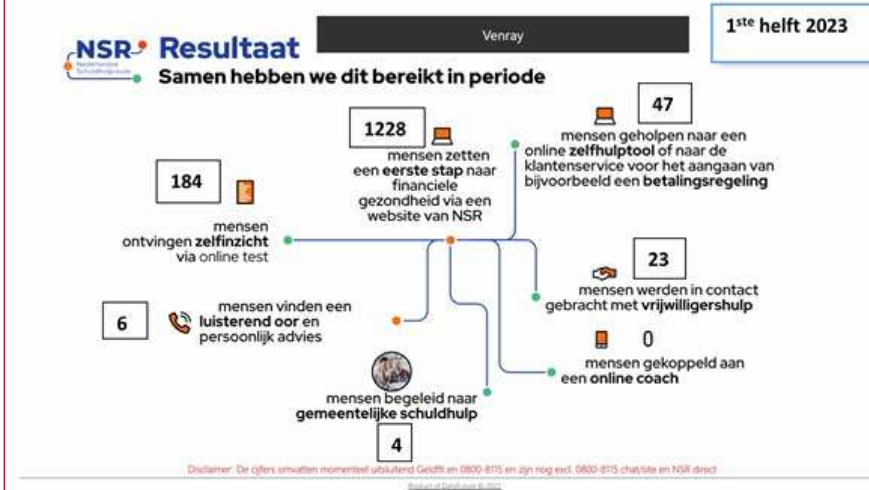 Venray
1ste helft 2023
NSR
Nederlandse
Schuldhulproute
Resultaat
Samen hebben we dit bereikt in periode
47
mensen geholpen naar een
online zelfhulptool of naar de
klantenservice voor het aangaan van
bijvoorbeeld een betalingsregeling
1228
mensen zetten
een eerste stap naar
financiele
gezondheid via een
website van NSR
184
mensen
ontvingen zelfinzicht
via online test
23
mensen werden in contact
gebracht met vrijwilligershulp
6
mensen vinden een
luisterend oor en
persoonlijk advies
0
mensen gekoppeld aan
een online coach
mensen begeleid naar
gemeentelijke schuldhulp
4
Disclaimer: De cijfers omvatten momenteel uitsluitend Geldfit en 0800-8115 en zijn nog excl. 0800-8115 chat/site en NSR direct
Product of DataFuture © 2022